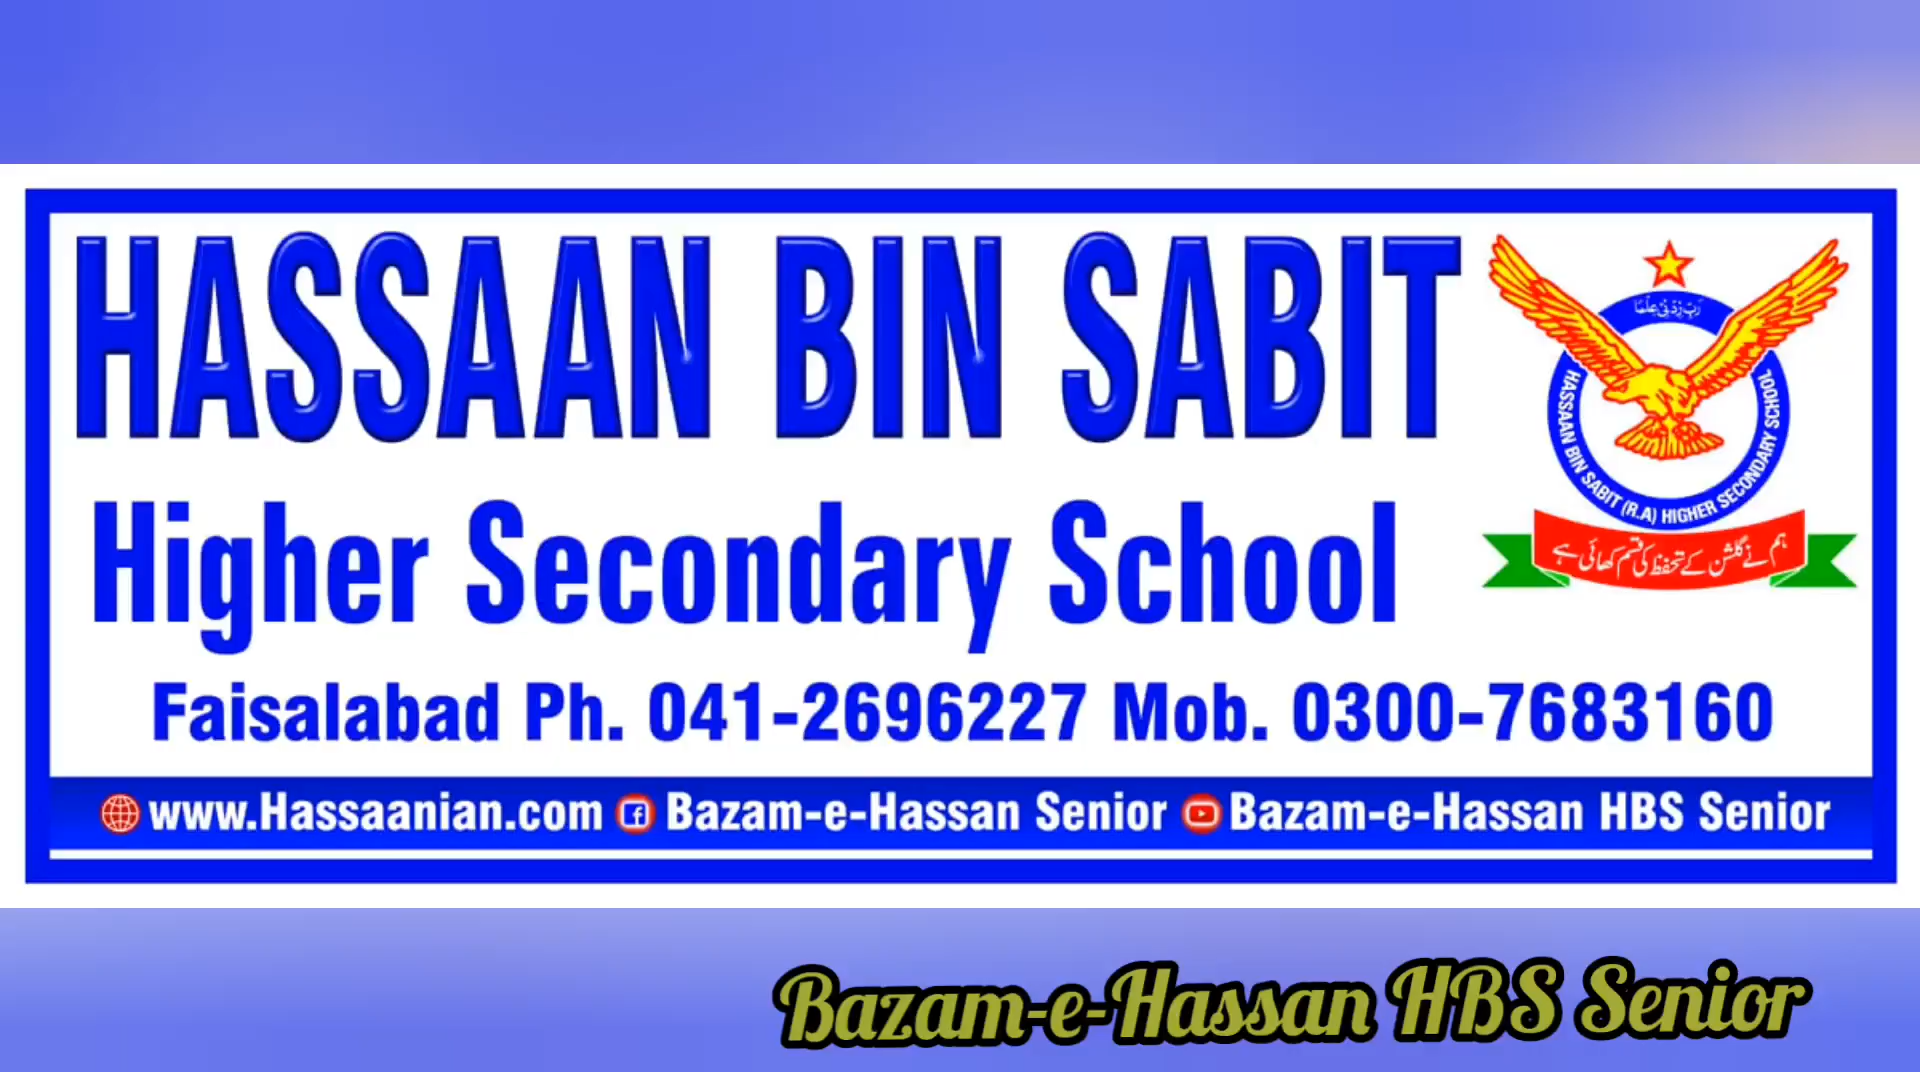 HASSAAN BIN SABIT
Higher Secondary School
رَبِّ زِدْنِی عِلْمًا
HASSAAN BIN SABIT (R.A) HIGHER SECONDARY SCHOOL
ہم نے گلشن کے تحفظ کی قسم کھائی ہے
Faisalabad Ph. 041-2696227 Mob. 0300-7683160
www.Hassaanian.com Bazam-e-Hassan Senior Bazam-e-Hassan HBS Senior
Bazam-e-Hassan HBS Senior